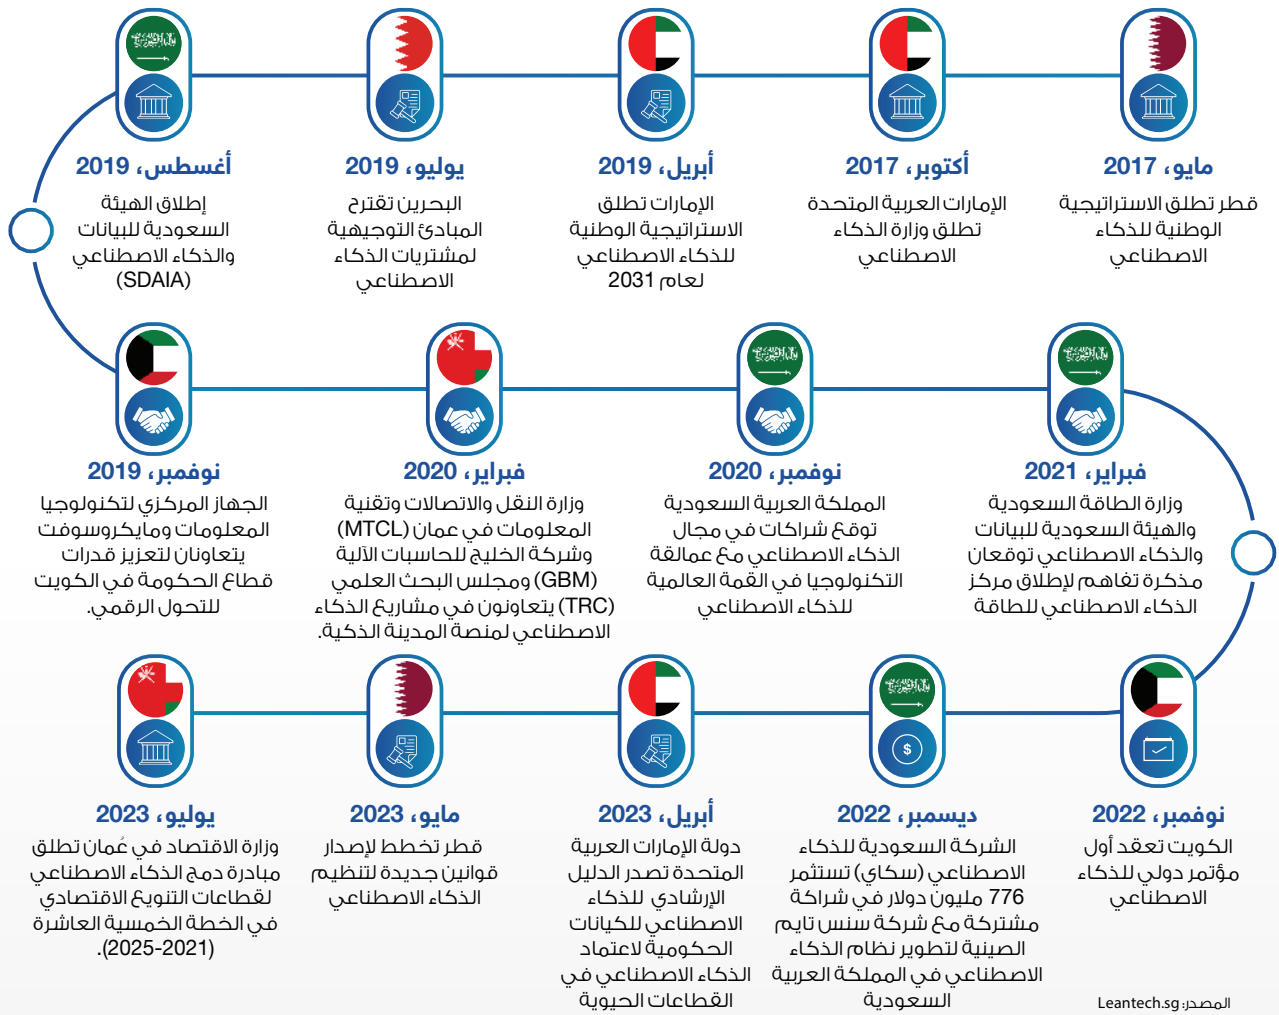 مايو، 2017
قطر تطلق الاستراتيجية
الوطنية للذكاء
الاصطناعي
أكتوبر، 2017
الإمارات العربية المتحدة
تطلق وزارة الذكاء
الاصطناعي
أبريل، 2019
الإمارات تطلق
الاستراتيجية الوطنية
للذكاء الاصطناعي
لعام 2031
يوليو، 2019
البحرين تقترح
المبادئ التوجيهية
لمشتريات الذكاء
الاصطناعي
أغسطس، 2019
إطلاق الهيئة
السعودية للبيانات
والذكاء الاصطناعي
(SDAIA)
نوفمبر، 2019
الجهاز المركزي لتكنولوجيا
المعلومات ومايكروسوفت
يتعاونان لتعزيز قدرات
قطاع الحكومة في الكويت
للتحول الرقمي.
فبراير، 2020
وزارة النقل والاتصالات وتقنية
المعلومات في عمان (MTCL)
وشركة الخليج للحاسبات الآلية
(GBM) ومجلس البحث العلمي
(TRC) يتعاونون في مشاريع الذكاء
الاصطناعي لمنصة المدينة الذكية.
نوفمبر، 2020
المملكة العربية السعودية
توقع شراكات في مجال
الذكاء الاصطناعي مع عمالقة
التكنولوجيا في القمة العالمية
للذكاء الاصطناعي
فبراير، 2021
وزارة الطاقة السعودية
والهيئة السعودية للبيانات
والذكاء الاصطناعي توقعان
مذكرة تفاهم لإطلاق مركز
الذكاء الاصطناعي للطاقة
نوفمبر، 2022
الكويت تعقد أول
مؤتمر دولي للذكاء
الاصطناعي
ديسمبر، 2022
الشركة السعودية للذكاء
الاصطناعي (سكاي) تستثمر
776 مليون دولار في شراكة
مشتركة مع شركة سنس تايم
الصينية لتطوير نظام الذكاء
الاصطناعي في المملكة العربية
السعودية
أبريل، 2023
دولة الإمارات العربية
المتحدة تصدر الدليل
الإرشادي للذكاء
الاصطناعي للكيانات
الحكومية لاعتماد
الذكاء الاصطناعي في
القطاعات الحيوية
مايو، 2023
قطر تخطط لإصدار
قوانين جديدة لتنظيم
الذكاء الاصطناعي
يوليو، 2023
وزارة الاقتصاد في عُمان تطلق
مبادرة دمج الذكاء الاصطناعي
لقطاعات التنويع الاقتصادي
في الخطة الخمسية العاشرة
(2021-2025).
المصدر: Leantech.sg